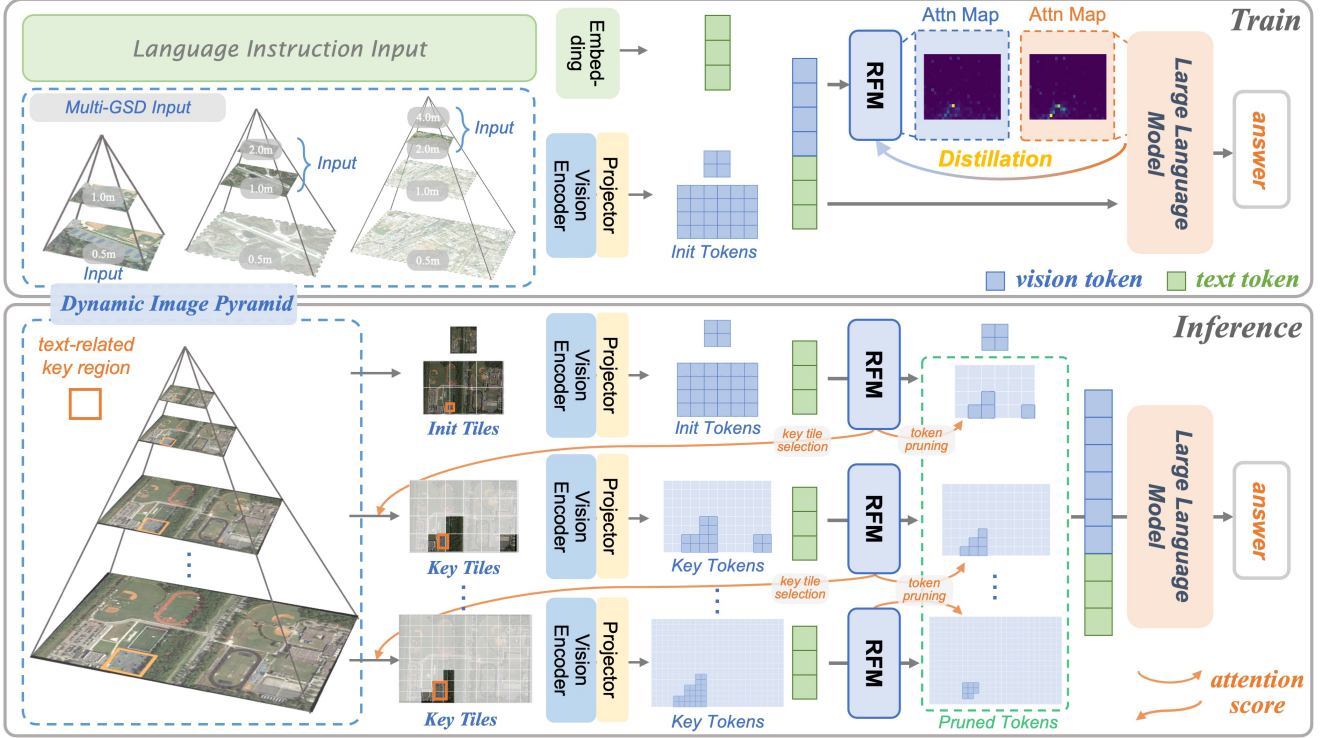 Train
Language Instruction Input
Embed-
ding
Multi-GSD Input
1.0m
0.5m
Input
2.0m
1.0m
0.5m
Input
4.0m
2.0m
1.0m
0.5m
Input
Vision
Encoder
Projector
Init Tokens
RFM
Attn Map
Attn Map
Distillation
Large Language
Model
answer
vision token
text token
Dynamic Image Pyramid
Inference
text-related
key region
Init Tiles
Vision
Encoder
Projector
Init Tokens
RFM
key tile
selection
token
pruning
Key Tiles
Vision
Encoder
Projector
Key Tokens
RFM
key tile
selection
token
pruning
Key Tiles
Vision
Encoder
Projector
Key Tokens
RFM
Pruned Tokens
Large Language
Model
answer
attention
score